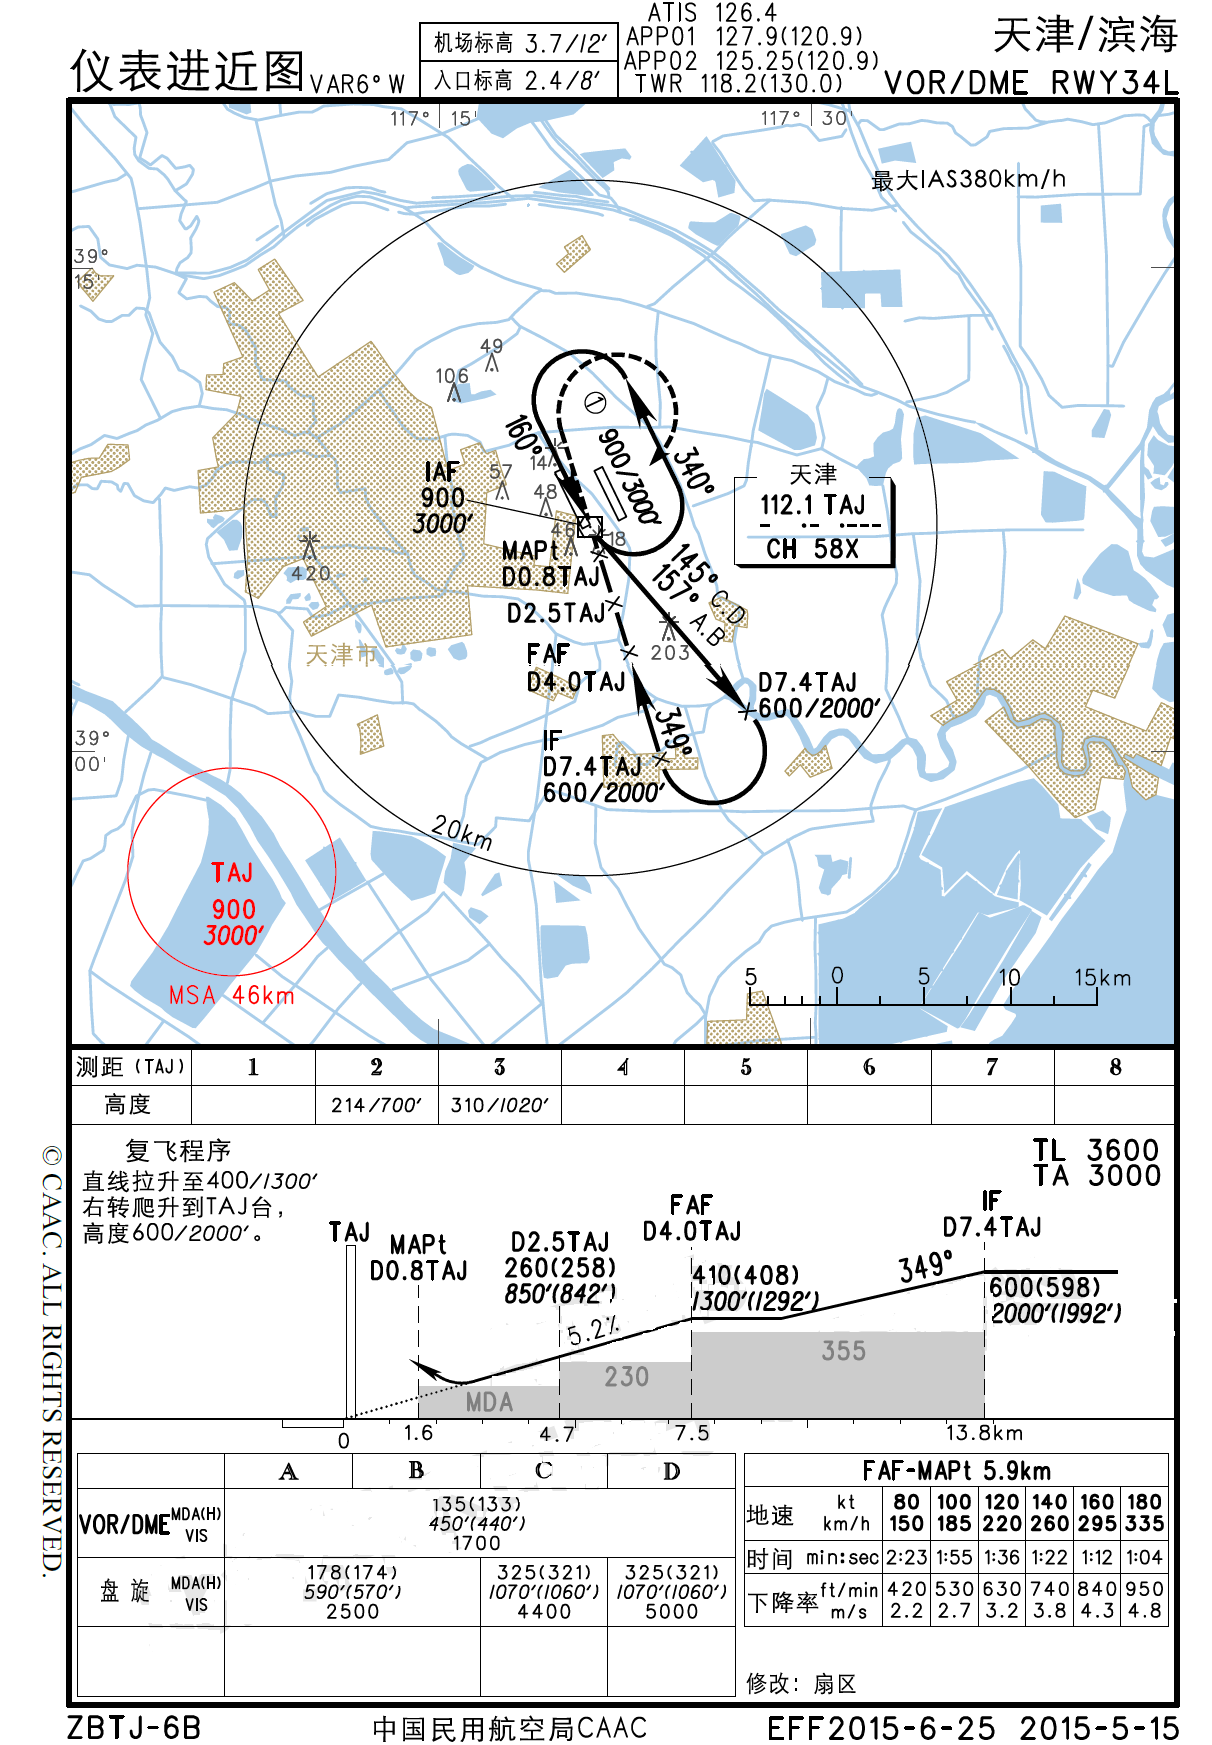 仪表进近图
VAR6° W
机场标高 3.7/12′
入口标高 2.4/8′
ATIS 126.4
APP01 127.9(120.9)
APP02 125.25(120.9)
TWR 118.2(130.0)
天津/滨海
VOR/DME RWY34L
117° 15′
117° 30′
最大IAS380km/h
39°
15′
49
106
①
160°
900/3000′
340°
147
57
48
46
18
IAF
900
3000′
天津
112.1 TAJ
CH 58X
420
MAPt
D0.8TAJ
145° C.D
157° A.B
D2.5TAJ
203
天津市
FAF
D4.0TAJ
D7.4TAJ
600/2000′
349°
39°
00′
IF
D7.4TAJ
600/2000′
20km
TAJ
900
3000′
MSA 46km
5 0 5 10 15km
测距(TAJ) 1 2 3 4 5 6 7 8
高度 214/700′ 310/1020′
复飞程序
直线拉升至400/1300′
右转爬升到TAJ台,
高度600/2000′。
TL 3600
TA 3000
TAJ
MAPt
D0.8TAJ
D2.5TAJ
260(258)
850′(842′)
FAF
D4.0TAJ
410(408)
1300′(1292′)
IF
D7.4TAJ
349°
600(598)
2000′(1992′)
5.2%
MDA
230
355
0 1.6 4.7 7.5 13.8km
A B C D
VOR/DME MDA(H) VIS
135(133)
450′(440′)
1700
盘旋 MDA(H) VIS
178(174)
590′(570′)
2500
325(321)
1070′(1060′)
4400
325(321)
1070′(1060′)
5000
FAF-MAPt 5.9km
地速 kt 80 100 120 140 160 180
km/h 150 185 220 260 295 335
时间 min:sec 2:23 1:55 1:36 1:22 1:12 1:04
下降率 ft/min 420 530 630 740 840 950
m/s 2.2 2.7 3.2 3.8 4.3 4.8
修改: 扇区
© CAAC. ALL RIGHTS RESERVED.
ZBTJ-6B
中国民用航空局CAAC
EFF2015-6-25 2015-5-15